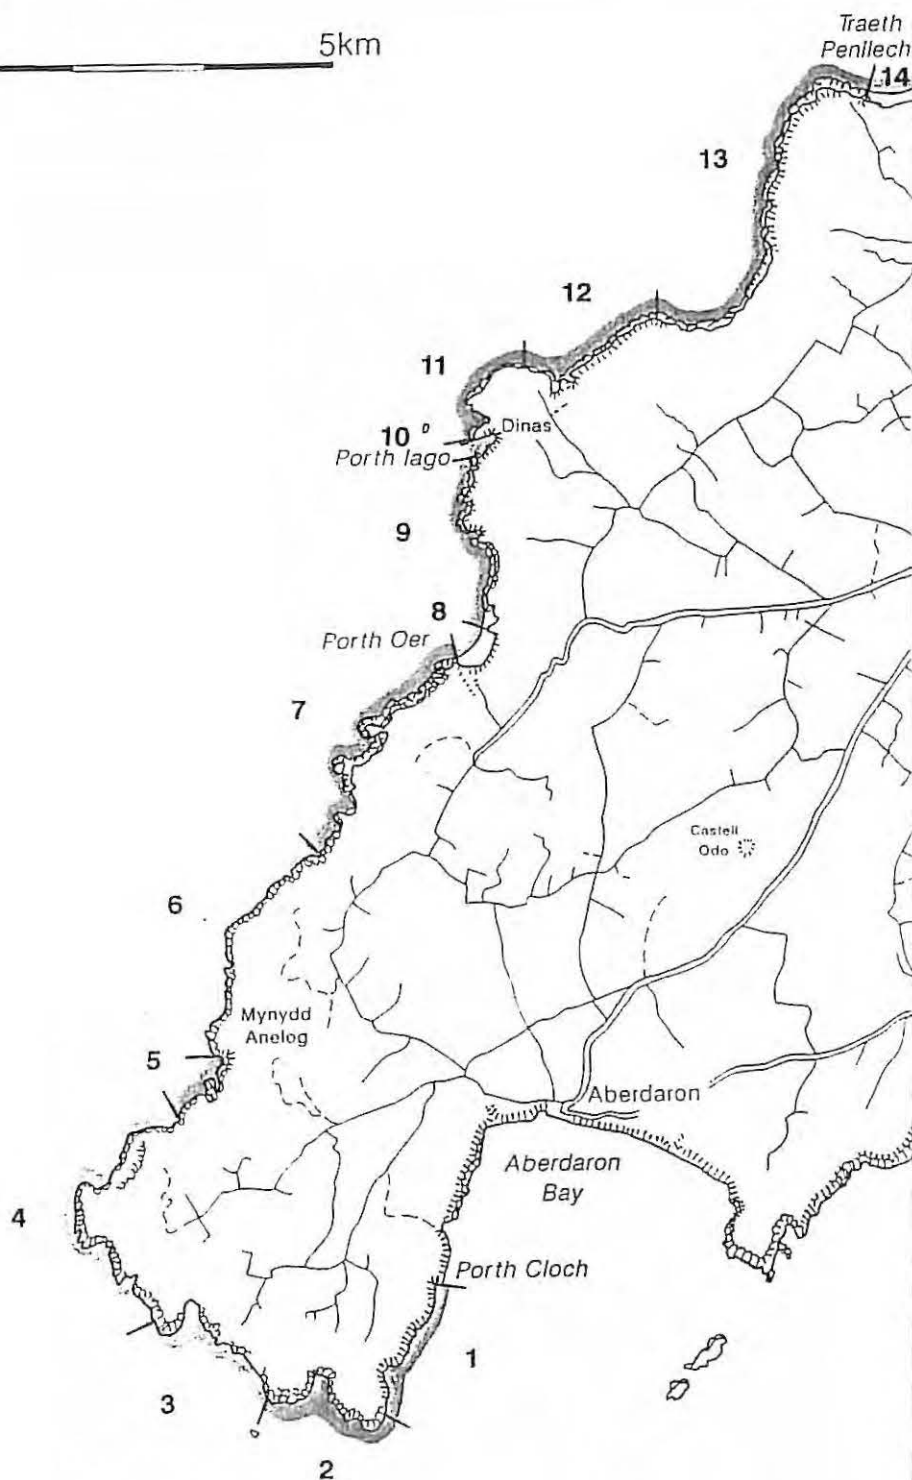 Traeth
Penllech
5km
14
13
12
11
10
Dinas
Porth Iago
9
8
Porth Oer
7
Castell
Odo
6
Mynydd
Anelog
5
Aberdaron
Aberdaron
Bay
4
Porth Cloch
1
3
2